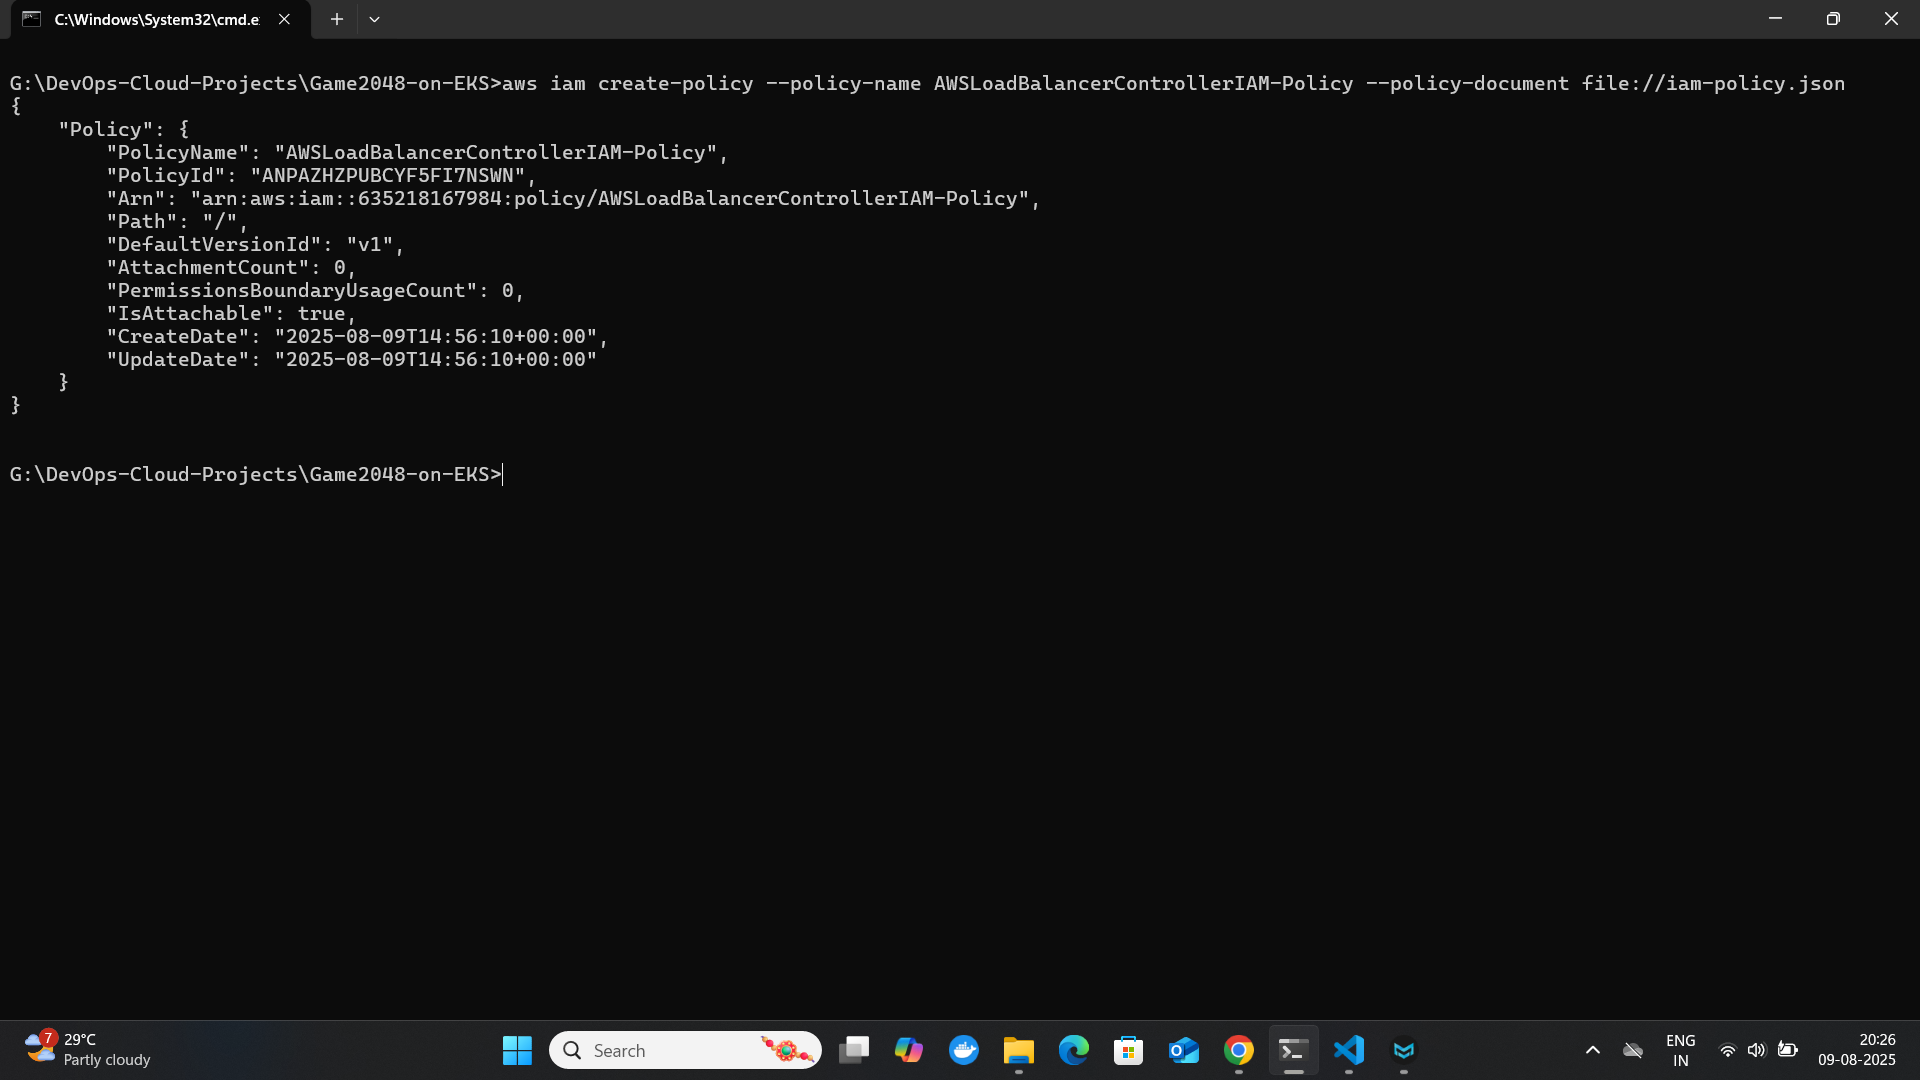 C:\Windows\System32\cmd.e
G:\DevOps-Cloud-Projects\Game2048-on-EKS>aws iam create-policy --policy-name AWSLoadBalancerControllerIAM-Policy --policy-document file://iam-policy.json
{
    "Policy": {
        "PolicyName": "AWSLoadBalancerControllerIAM-Policy",
        "PolicyId": "ANPAZHZPUBCYF5FI7NSWN",
        "Arn": "arn:aws:iam::635218167984:policy/AWSLoadBalancerControllerIAM-Policy",
        "Path": "/",
        "DefaultVersionId": "v1",
        "AttachmentCount": 0,
        "PermissionsBoundaryUsageCount": 0,
        "IsAttachable": true,
        "CreateDate": "2025-08-09T14:56:10+00:00",
        "UpdateDate": "2025-08-09T14:56:10+00:00"
    }
}
G:\DevOps-Cloud-Projects\Game2048-on-EKS>
7
29°C
Partly cloudy
Search
ENG
IN
20:26
09-08-2025